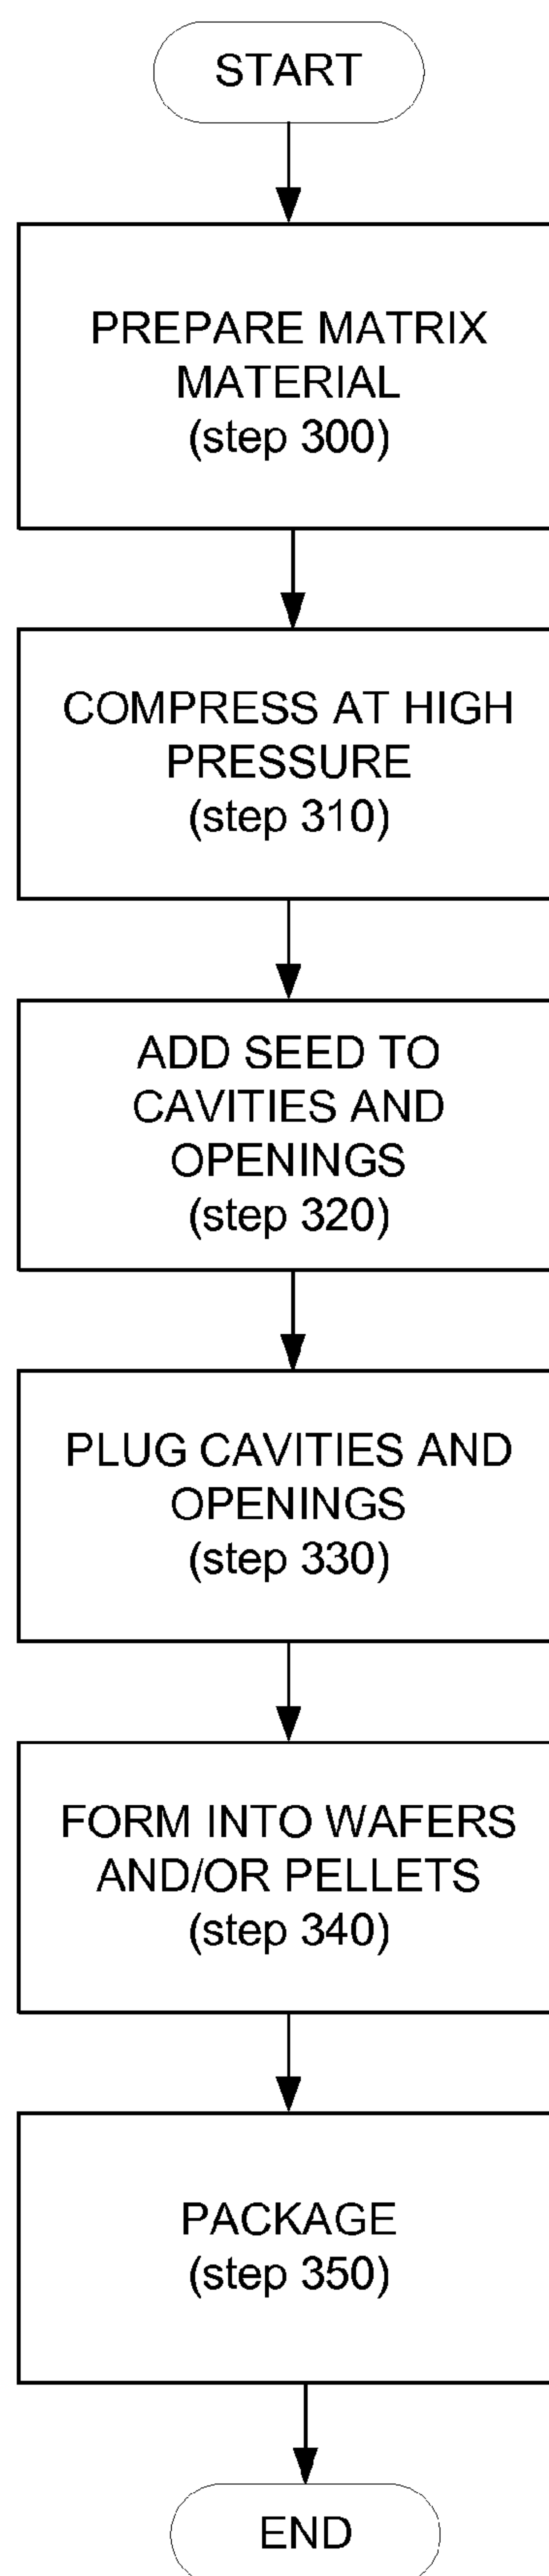 START
PREPARE MATRIX
MATERIAL
(step 300)
COMPRESS AT HIGH
PRESSURE
(step 310)
ADD SEED TO
CAVITIES AND
OPENINGS
(step 320)
PLUG CAVITIES AND
OPENINGS
(step 330)
FORM INTO WAFERS
AND/OR PELLETS
(step 340)
PACKAGE
(step 350)
END